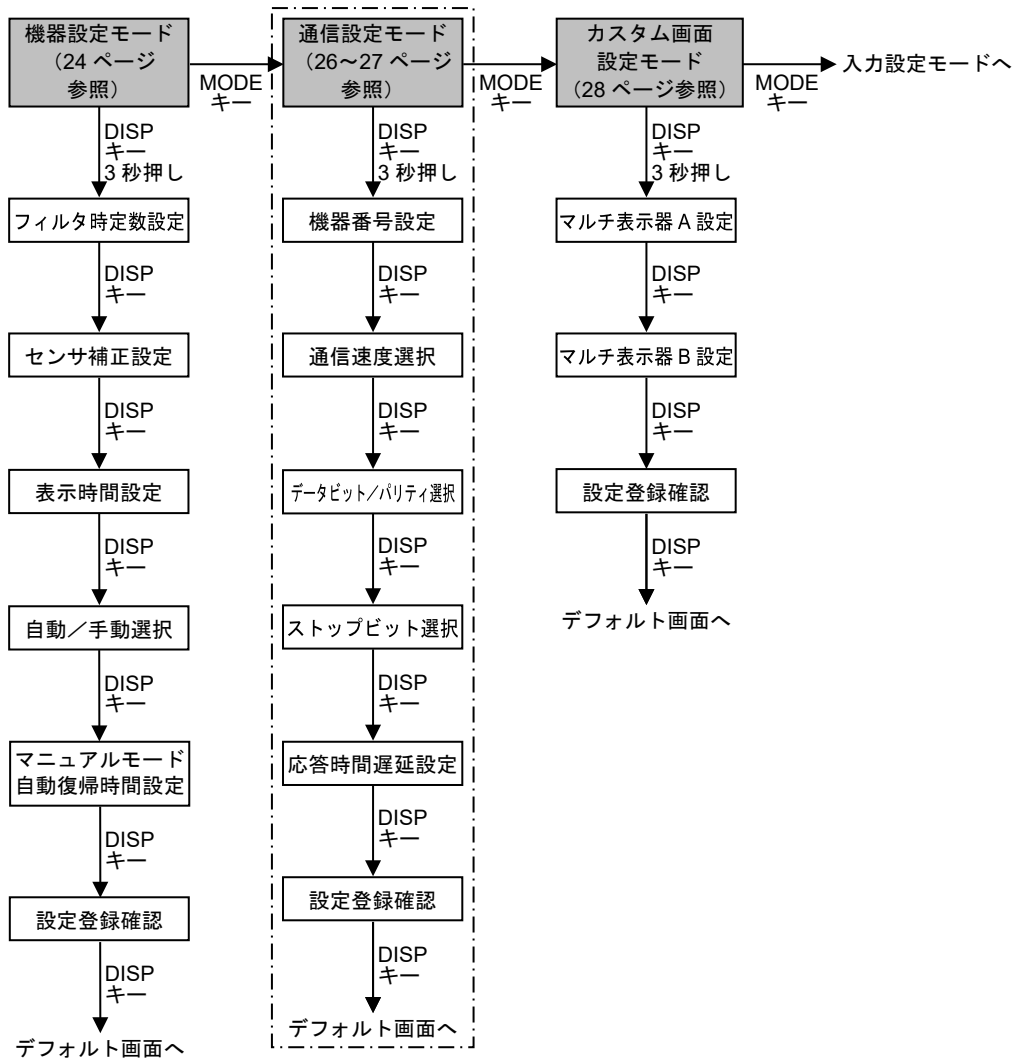 機器設定モード
（24 ページ
参照）
MODE
キー
通信設定モード
（26～27 ページ
参照）
MODE
キー
カスタム画面
設定モード
（28 ページ参照）
MODE
キー
入力設定モードへ
DISP
キー
3 秒押し
フィルタ時定数設定
DISP
キー
センサ補正設定
DISP
キー
表示時間設定
DISP
キー
自動／手動選択
DISP
キー
マニュアルモード
自動復帰時間設定
DISP
キー
設定登録確認
DISP
キー
デフォルト画面へ
DISP
キー
3 秒押し
機器番号設定
DISP
キー
通信速度選択
DISP
キー
データビット／パリティ選択
DISP
キー
ストップビット選択
DISP
キー
応答時間遅延設定
DISP
キー
設定登録確認
DISP
キー
デフォルト画面へ
DISP
キー
3 秒押し
マルチ表示器 A 設定
DISP
キー
マルチ表示器 B 設定
DISP
キー
設定登録確認
DISP
キー
デフォルト画面へ